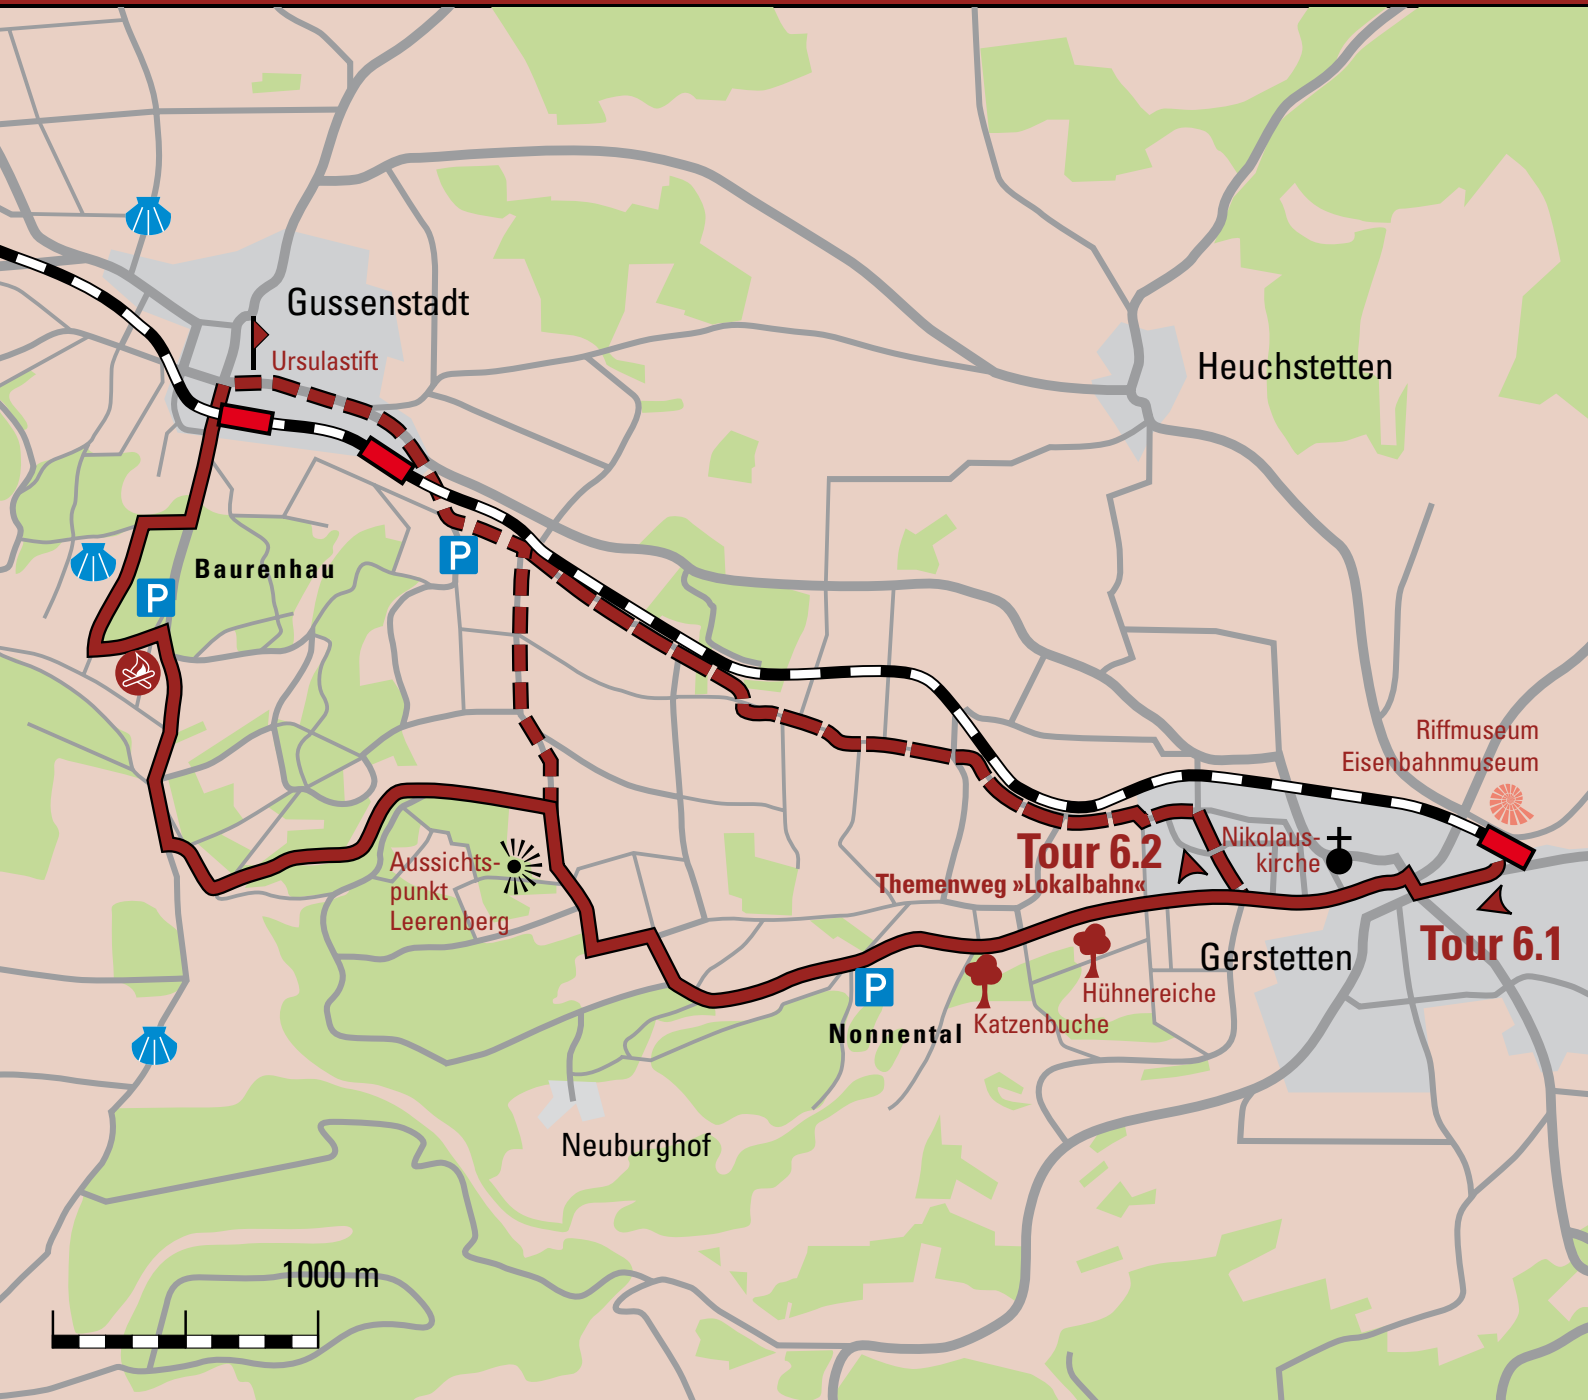 Gussenstadt
Ursulastift
Heuchstetten
P
Baurenhau
P
Riffmuseum
Eisenbahnmuseum
Nikolaus-
kirche
Tour 6.2
Themenweg »Lokalbahn«
Aussichts-
punkt
Leerenberg
Tour 6.1
Gerstetten
P
Hühnereiche
Katzenbuche
Nonnental
Neuburghof
1000 m